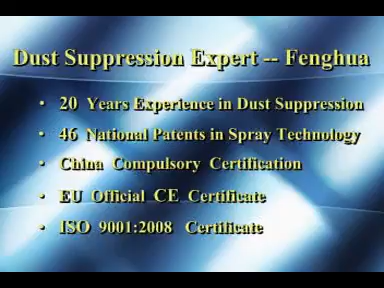 Dust Suppression Expert -- Fenghua
• 20 Years Experience in Dust Suppression
• 46 National Patents in Spray Technology
• China Compulsory Certification
• EU Official CE Certificate
• ISO 9001:2008 Certificate